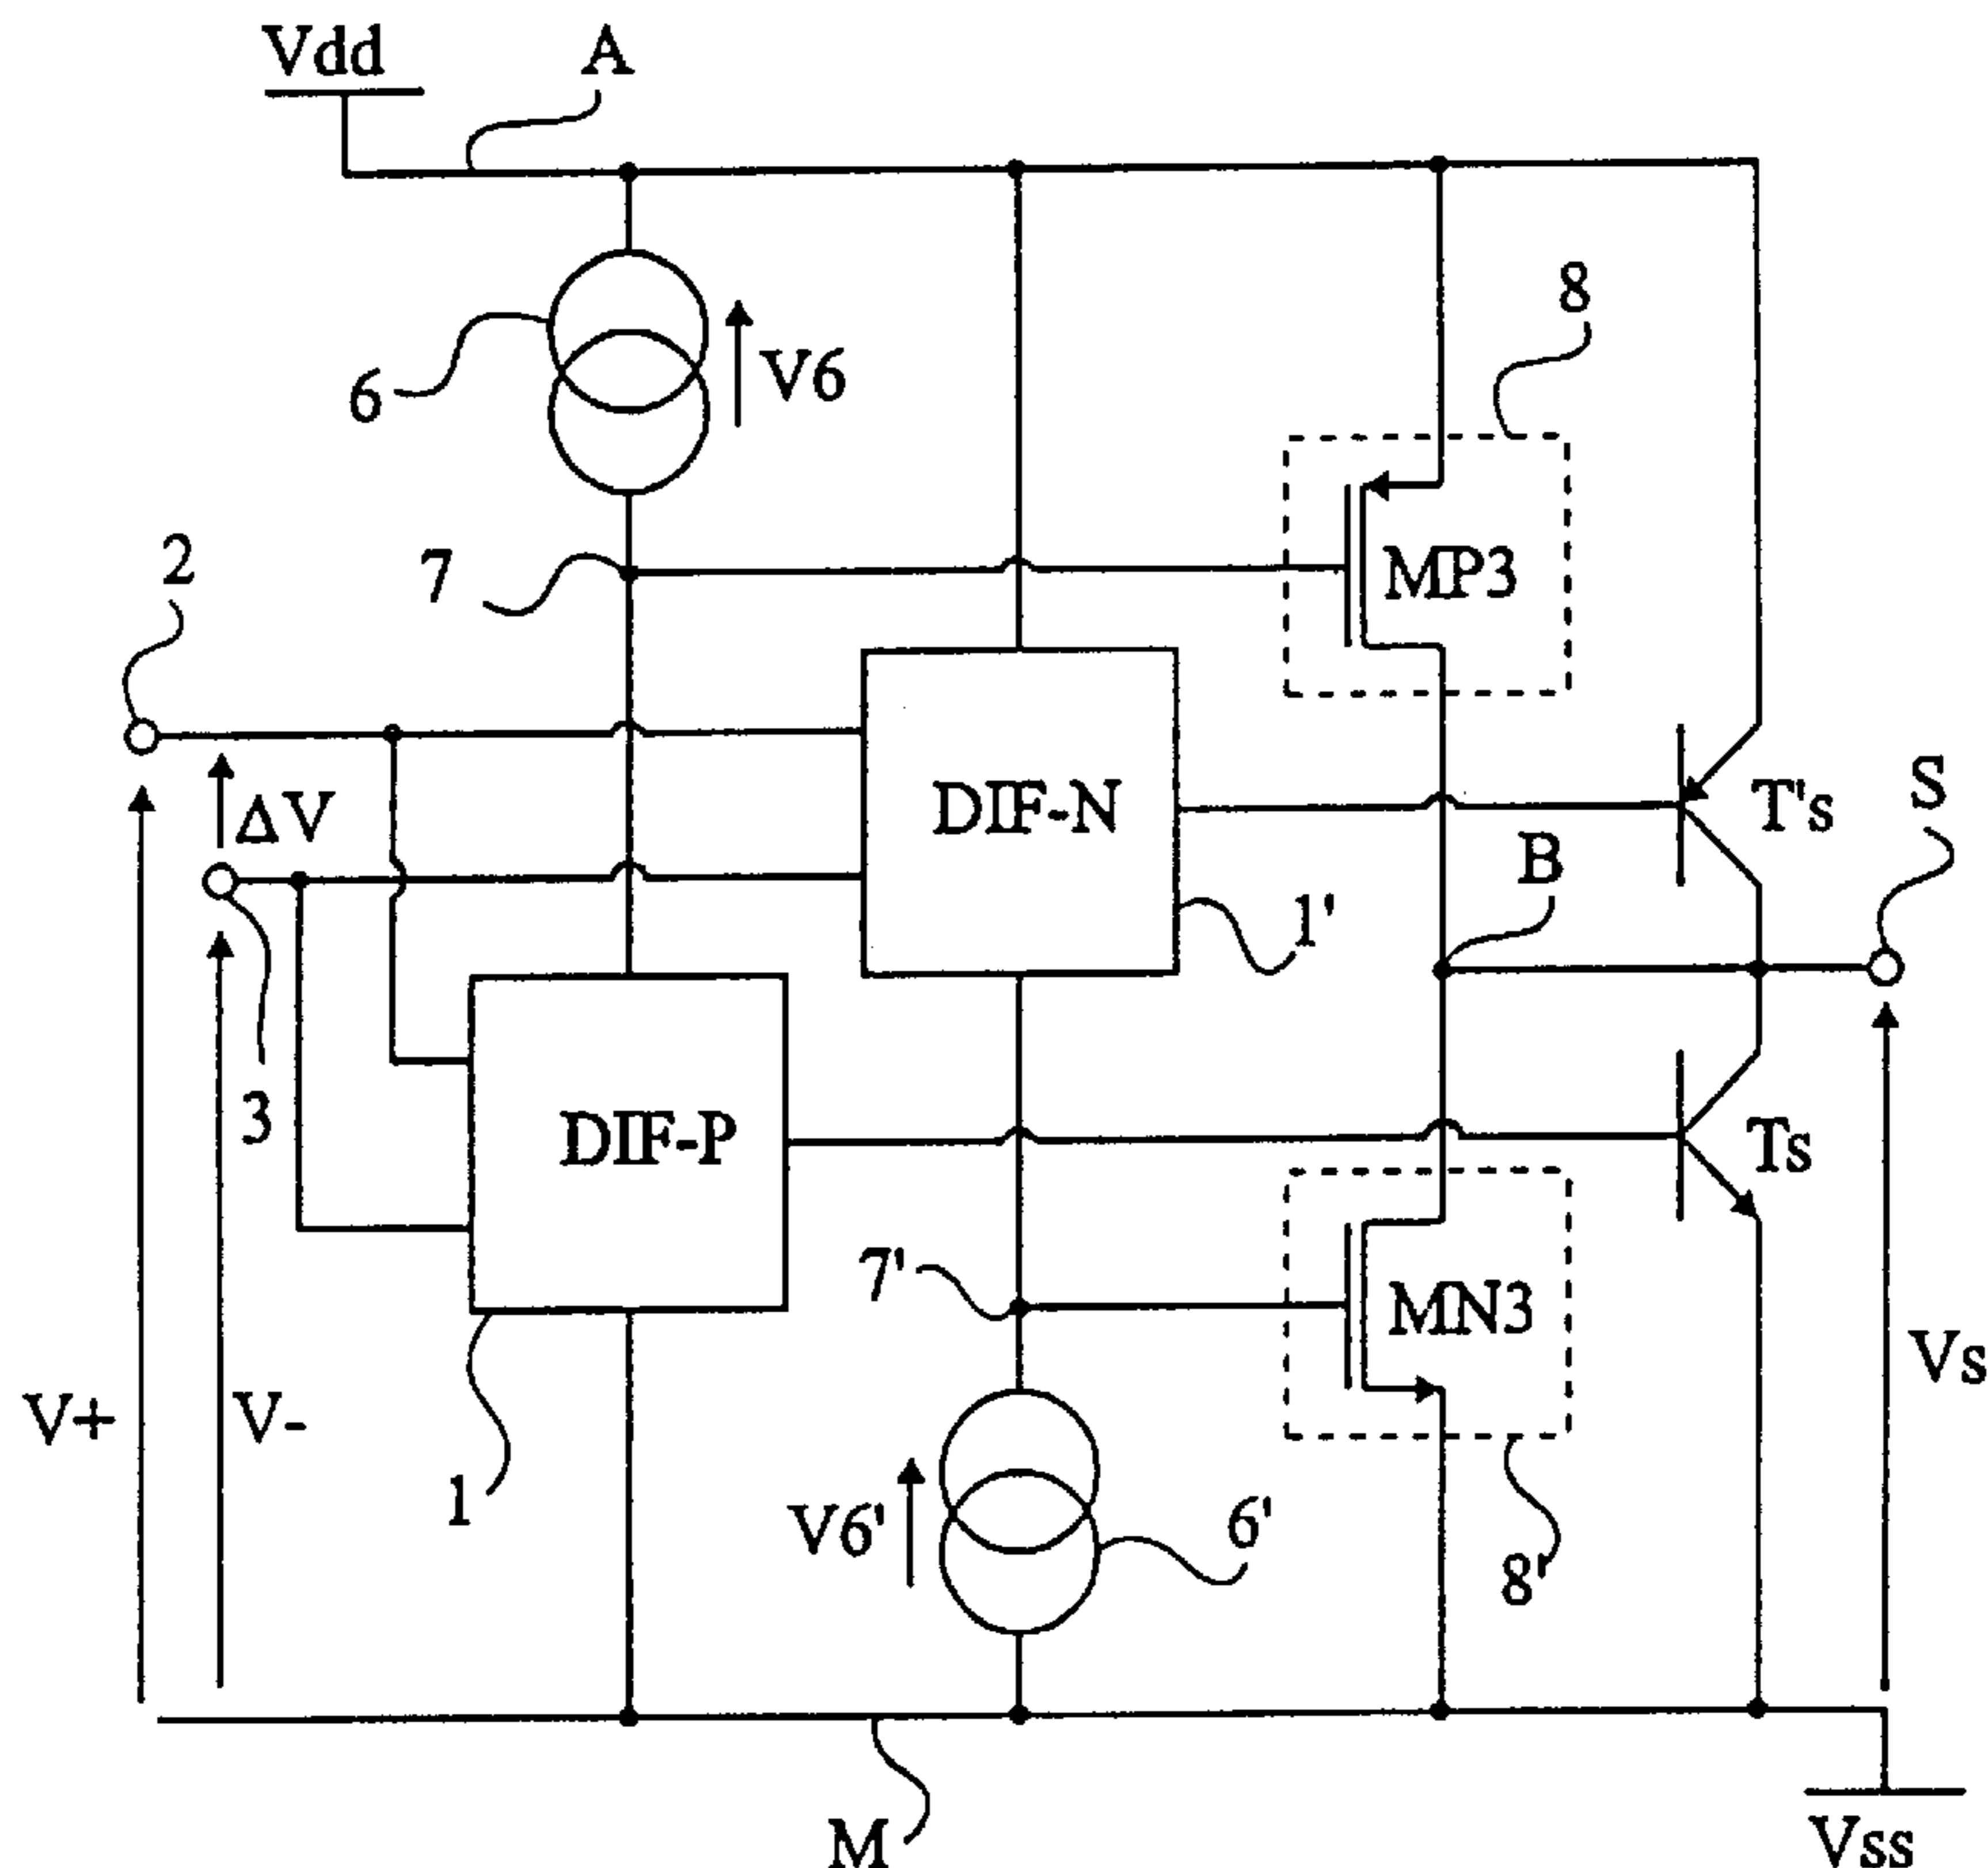 Vdd
A
8
6
V6
2
7
MP3
ΔV
DIF-N
T's
S
B
1'
3
DIF-P
Ts
7'
MN3
V+
V-
Vs
1
V6'
6'
8'
M
Vss